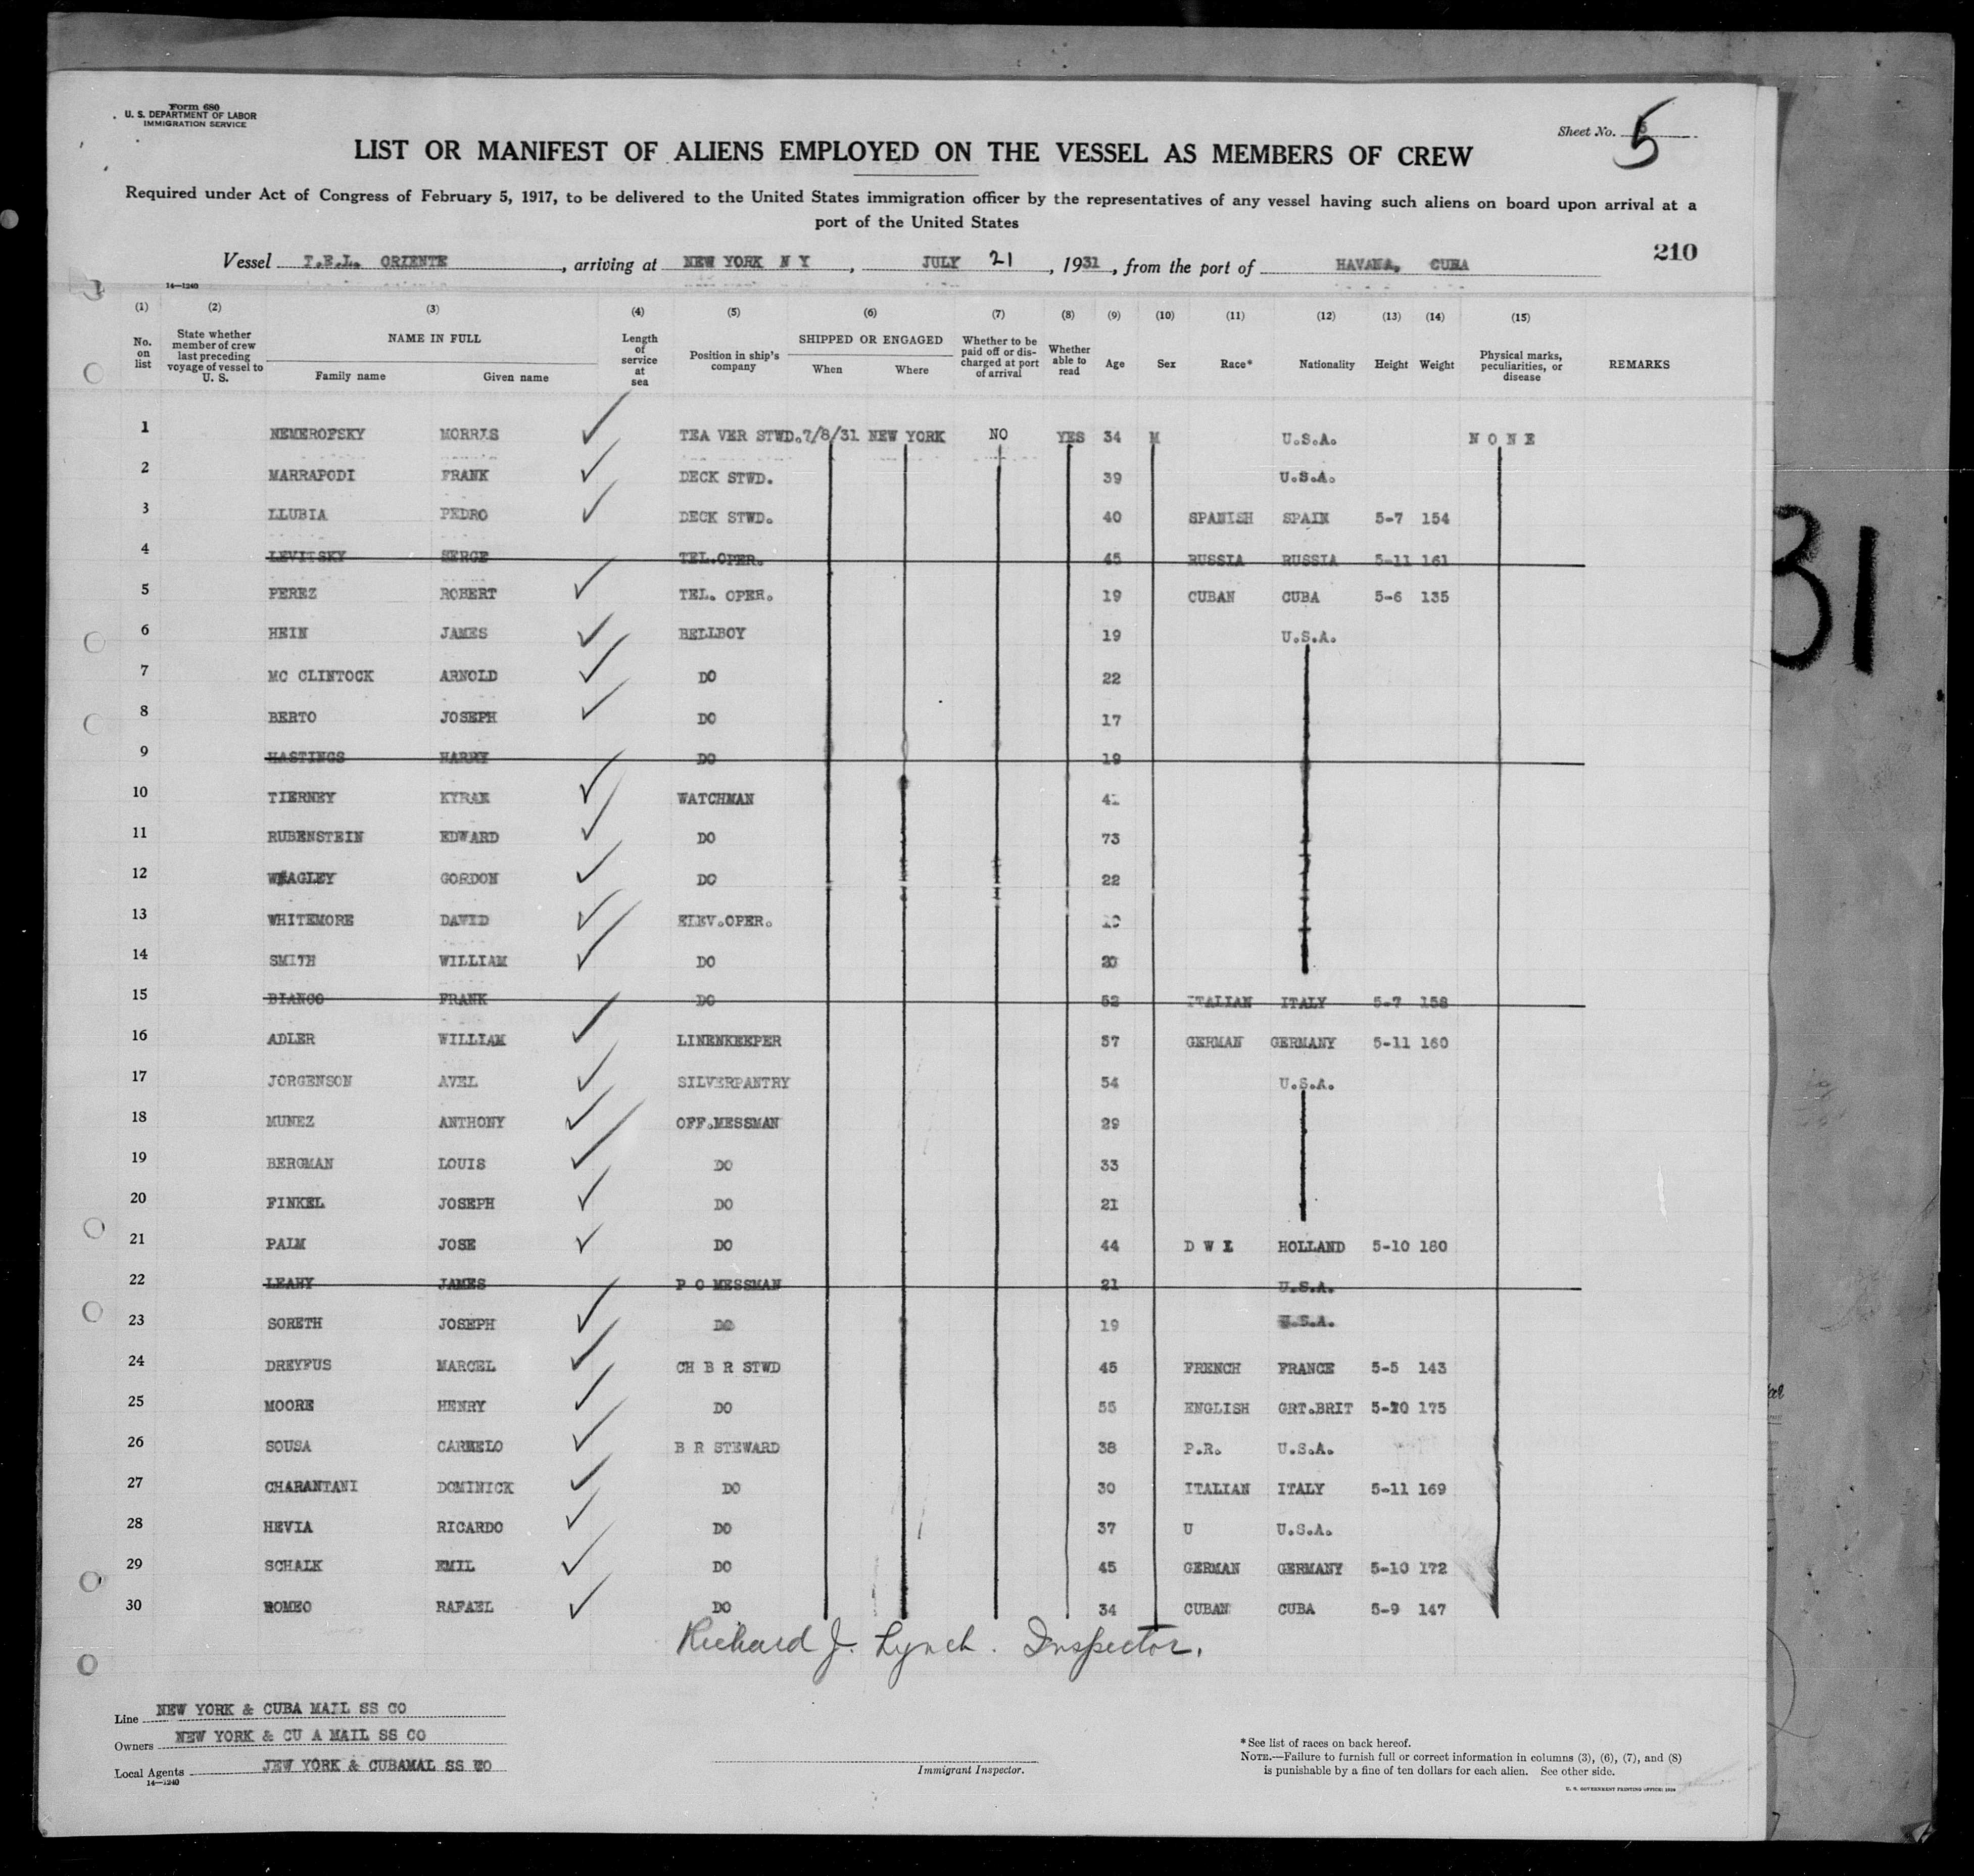 Form 680
U. S. DEPARTMENT OF LABOR
IMMIGRATION SERVICE
Sheet No. 5
LIST OR MANIFEST OF ALIENS EMPLOYED ON THE VESSEL AS MEMBERS OF CREW
Required under Act of Congress of February 5, 1917, to be delivered to the United States immigration officer by the representatives of any vessel having such aliens on board upon arrival at a
port of the United States
210
Vessel T.E.L. ORIENTE, arriving at NEW YORK N Y, JULY 21, 1931, from the port of HAVANA, CUBA
14—1240
(1) (2) (3) (4) (5) (6) (7) (8) (9) (10) (11) (12) (13) (14) (15)
No. on list
State whether member of crew last preceding voyage of vessel to U. S.
NAME IN FULL
Family name Given name
Length of service at sea
Position in ship's company
SHIPPED OR ENGAGED
When Where
Whether to be paid off or discharged at port of arrival
Whether able to read
Age Sex Race* Nationality Height Weight
Physical marks, peculiarities, or disease
REMARKS
1 NEMEROFSKY MORRIS TEA VER STWD. 7/8/31 NEW YORK NO YES 34 M U.S.A. NONE
2 MARRAPODI FRANK DECK STWD. 39 U.S.A.
3 LLUBIA PEDRO DECK STWD. 40 SPANISH SPAIN 5-7 154
4 LEVITSKY SERGE TEL.OPER. 45 RUSSIA RUSSIA 5-11 161
5 PEREZ ROBERT TEL. OPER. 19 CUBAN CUBA 5-6 135
6 HEIN JAMES BELLBOY 19 U.S.A.
7 MC CLINTOCK ARNOLD DO 22
8 BERTO JOSEPH DO 17
9 HASTINGS HARRY DO 19
10 TIERNEY KYRAN WATCHMAN
11 RUBENSTEIN EDWARD DO 73
12 WEAGLEY GORDON DO 22
13 WHITEMORE DAVID ELEV.OPER.
14 SMITH WILLIAM DO 20
15 BIANCO FRANK DO 52 ITALIAN ITALY 5-7 158
16 ADLER WILLIAM LINENKEEPER 57 GERMAN GERMANY 5-11 160
17 JORGENSON AVEL SILVERPANTRY 54 U.S.A.
18 MUNEZ ANTHONY OFF.MESSMAN 29
19 BERGMAN LOUIS DO 33
20 FINKEL JOSEPH DO 21
21 PALM JOSE DO 44 D W I HOLLAND 5-10 180
22 LEAHY JAMES P O MESSMAN 21 U.S.A.
23 SORETH JOSEPH DO 19 U.S.A.
24 DREYFUS MARCEL CH B R STWD 45 FRENCH FRANCE 5-5 143
25 MOORE HENRY DO 55 ENGLISH GRT.BRIT 5-10 175
26 SOUSA CARMELO B R STEWARD 38 P.R. U.S.A.
27 CHARANTANI DOMINICK DO 30 ITALIAN ITALY 5-11 169
28 HEVIA RICARDO DO 37 U U.S.A.
29 SCHALK EMIL DO 45 GERMAN GERMANY 5-10 172
30 ROMEO RAFAEL DO 34 CUBAN CUBA 5-9 147
Richard J. Lynch. Inspector.
Line NEW YORK & CUBA MAIL SS CO
Owners NEW YORK & CU A MAIL SS CO
Local Agents JEW YORK & CUBAMAL SS CO
14—1240
Immigrant Inspector.
*See list of races on back hereof.
NOTE.—Failure to furnish full or correct information in columns (3), (6), (7), and (8)
is punishable by a fine of ten dollars for each alien. See other side.
31